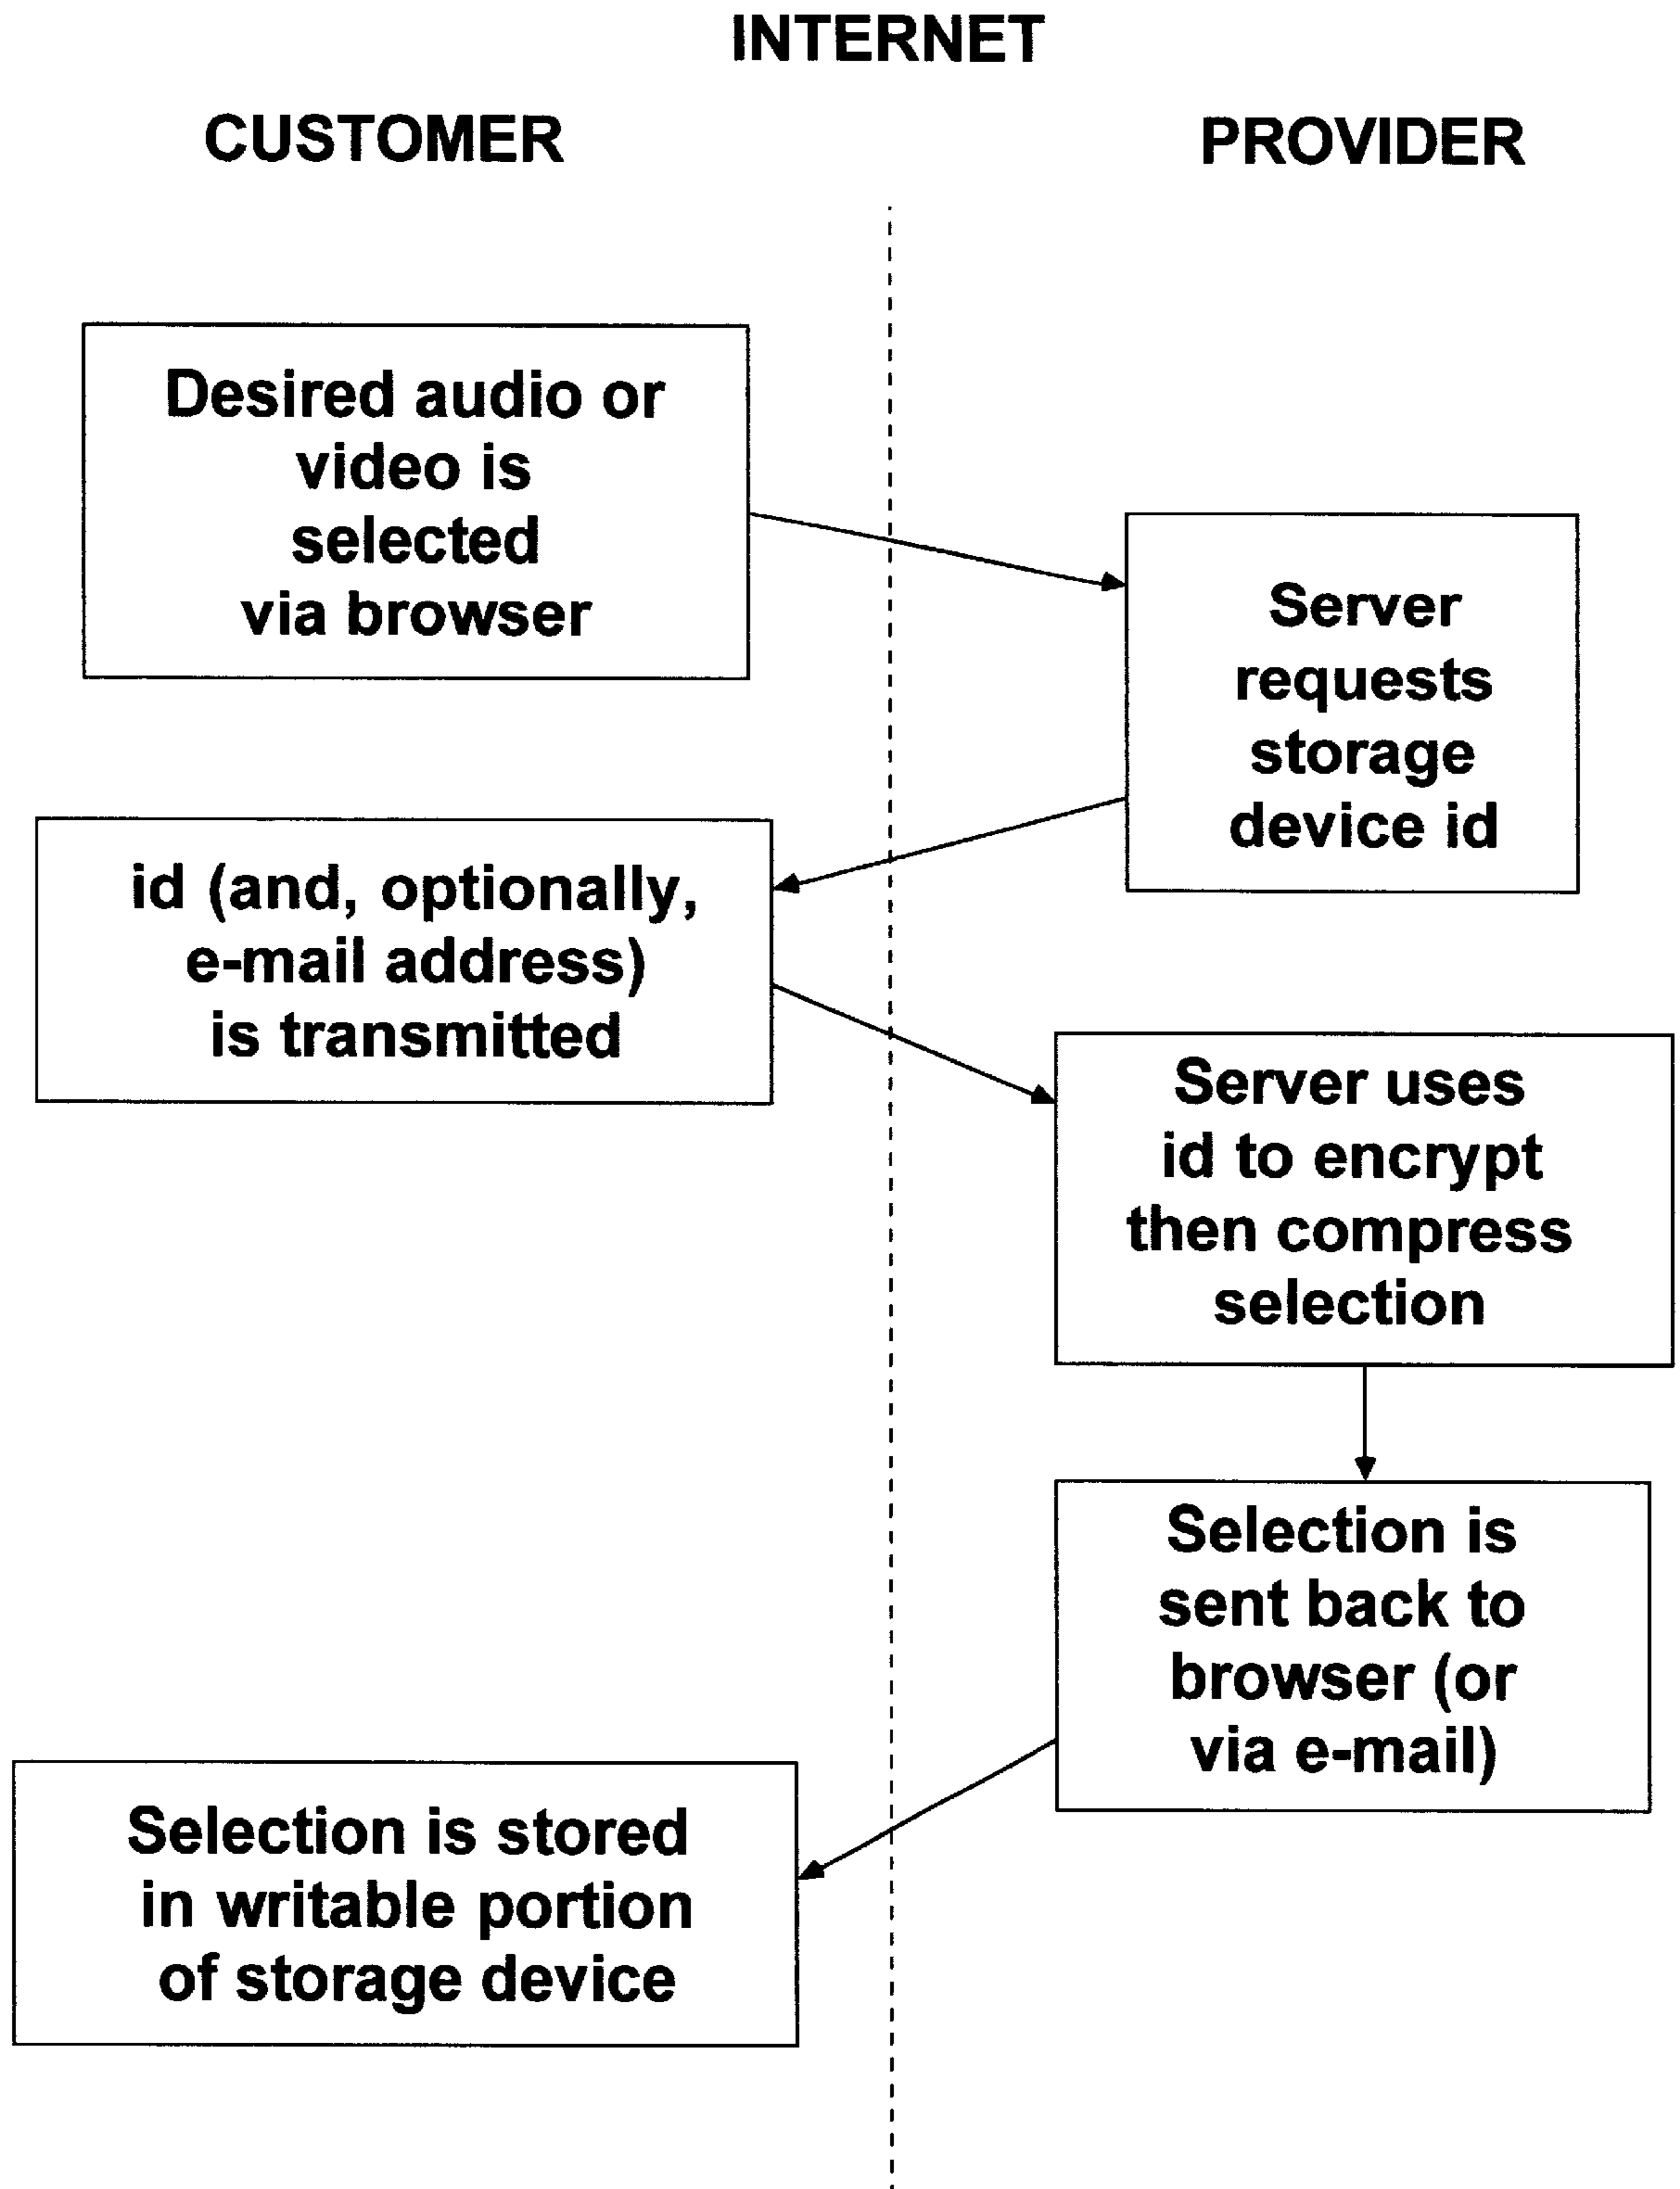 INTERNET
CUSTOMER
PROVIDER
Desired audio or
video is
selected
via browser
Server
requests
storage
device id
id (and, optionally,
e-mail address)
is transmitted
Server uses
id to encrypt
then compress
selection
Selection is
sent back to
browser (or
via e-mail)
Selection is stored
in writable portion
of storage device